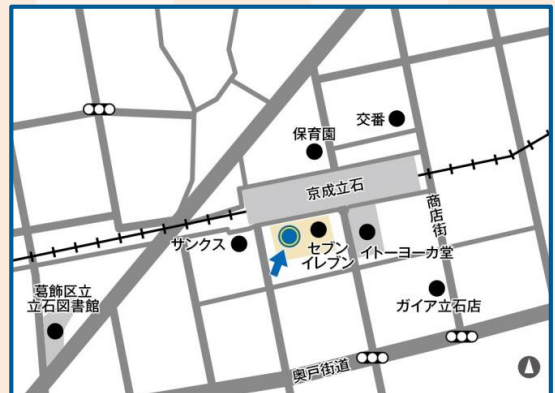 交番
保育園
京成立石
商店街
サンクス
セブン
イレブン
イトーヨーカ堂
葛飾区立
立石図書館
ガイア立石店
奥戸街道